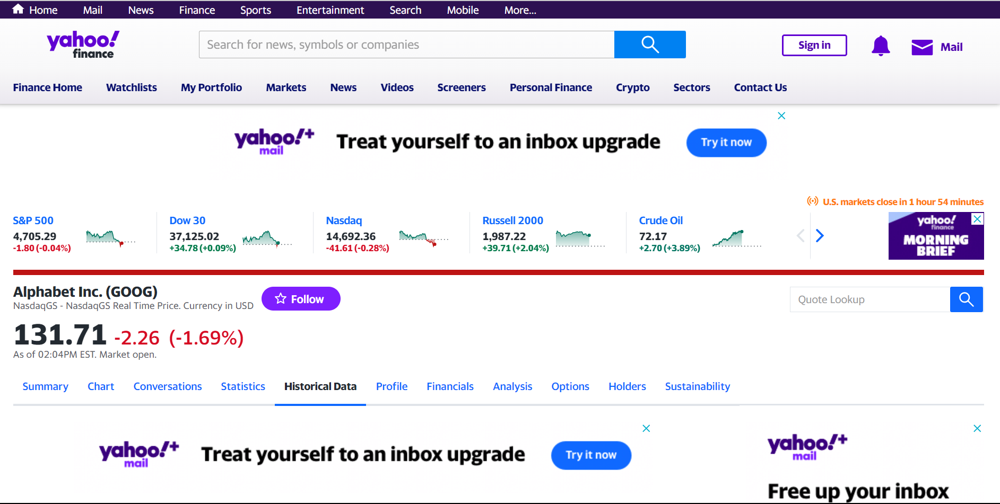 Home Mail News Finance Sports Entertainment Search Mobile More...
yahoo!
finance
Search for news, symbols or companies
Sign in
Mail
Finance Home Watchlists My Portfolio Markets News Videos Screeners Personal Finance Crypto Sectors Contact Us
yahoo!+
mail
Treat yourself to an inbox upgrade
Try it now
U.S. markets close in 1 hour 54 minutes
S&P 500
4,705.29
-1.80 (-0.04%)
Dow 30
37,125.02
+34.78 (+0.09%)
Nasdaq
14,692.36
-41.61 (-0.28%)
Russell 2000
1,987.22
+39.71 (+2.04%)
Crude Oil
72.17
+2.70 (+3.89%)
yahoo!
finance
MORNING
BRIEF
Alphabet Inc. (GOOG)
NasdaqGS - NasdaqGS Real Time Price. Currency in USD
Follow
Quote Lookup
131.71 -2.26 (-1.69%)
As of 02:04PM EST. Market open.
Summary Chart Conversations Statistics Historical Data Profile Financials Analysis Options Holders Sustainability
yahoo!+
mail
Treat yourself to an inbox upgrade
Try it now
yahoo!+
mail
Free up your inbox